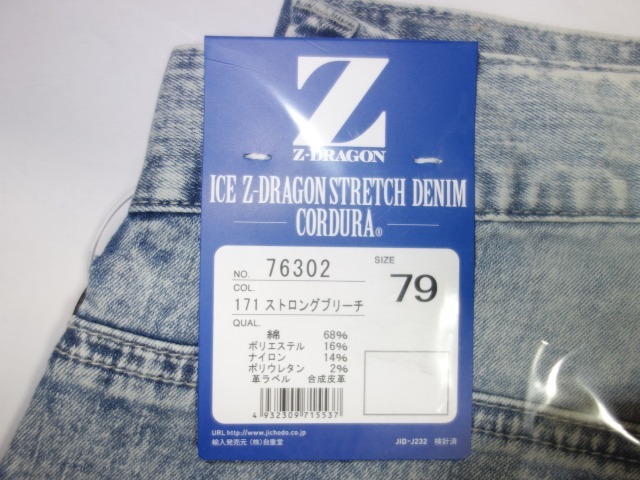 Z
Z-DRAGON
ICE Z-DRAGON STRETCH DENIM
CORDURA®
NO. 76302
SIZE 79
COL.
171 ストロングブリーチ
QUAL.
綿 68%
ポリエステル 16%
ナイロン 14%
ポリウレタン 2%
革ラベル 合成皮革
4 932309 715537
URL http://www.jichodo.co.jp
輸入発売元 (株)自重堂
JID-J232 検針済